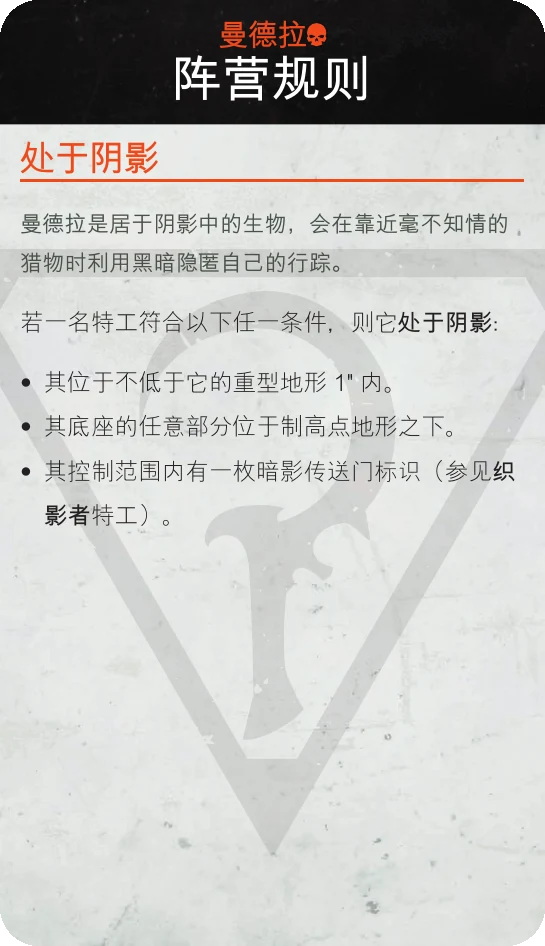 曼德拉
阵营规则
处于阴影
曼德拉是居于阴影中的生物，会在靠近毫不知情的
猎物时利用黑暗隐匿自己的行踪。
若一名特工符合以下任一条件，则它处于阴影:
• 其位于不低于它的重型地形 1" 内。
• 其底座的任意部分位于制高点地形之下。
• 其控制范围内有一枚暗影传送门标识（参见织
影者特工）。